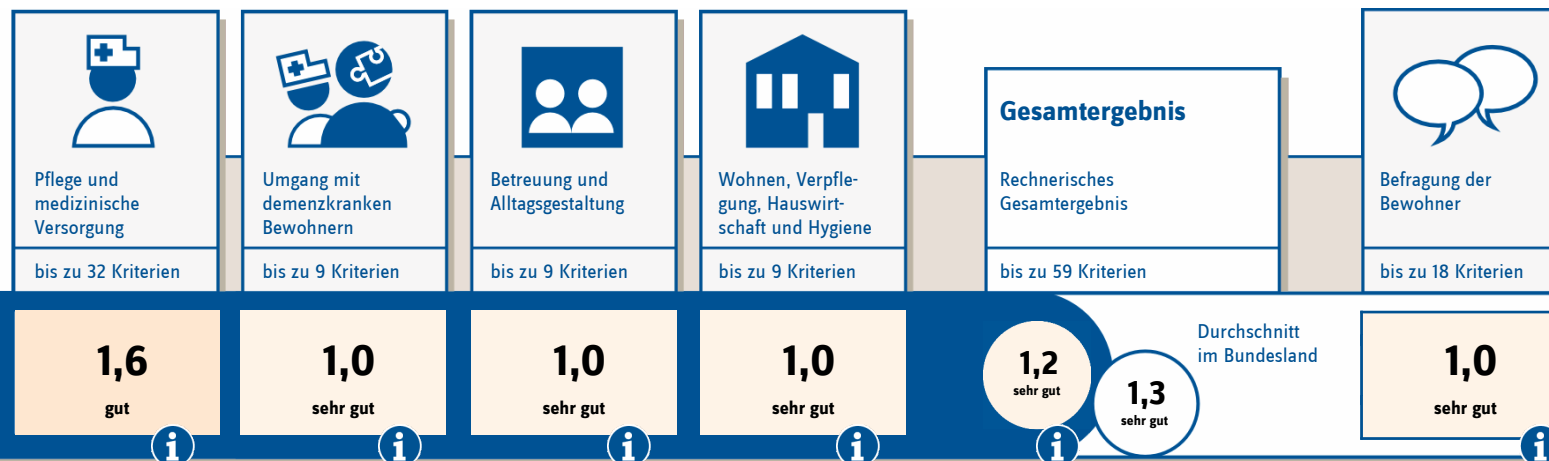 Pflege und
medizinische
Versorgung
bis zu 32 Kriterien
1,6
gut
Umgang mit
demenzkranken
Bewohnern
bis zu 9 Kriterien
1,0
sehr gut
Betreuung und
Alltagsgestaltung
bis zu 9 Kriterien
1,0
sehr gut
Wohnen, Verpfle-
gung, Hauswirt-
schaft und Hygiene
bis zu 9 Kriterien
1,0
sehr gut
Gesamtergebnis
Rechnerisches
Gesamtergebnis
bis zu 59 Kriterien
1,2
sehr gut
1,3
sehr gut
Durchschnitt
im Bundesland
Befragung der
Bewohner
bis zu 18 Kriterien
1,0
sehr gut